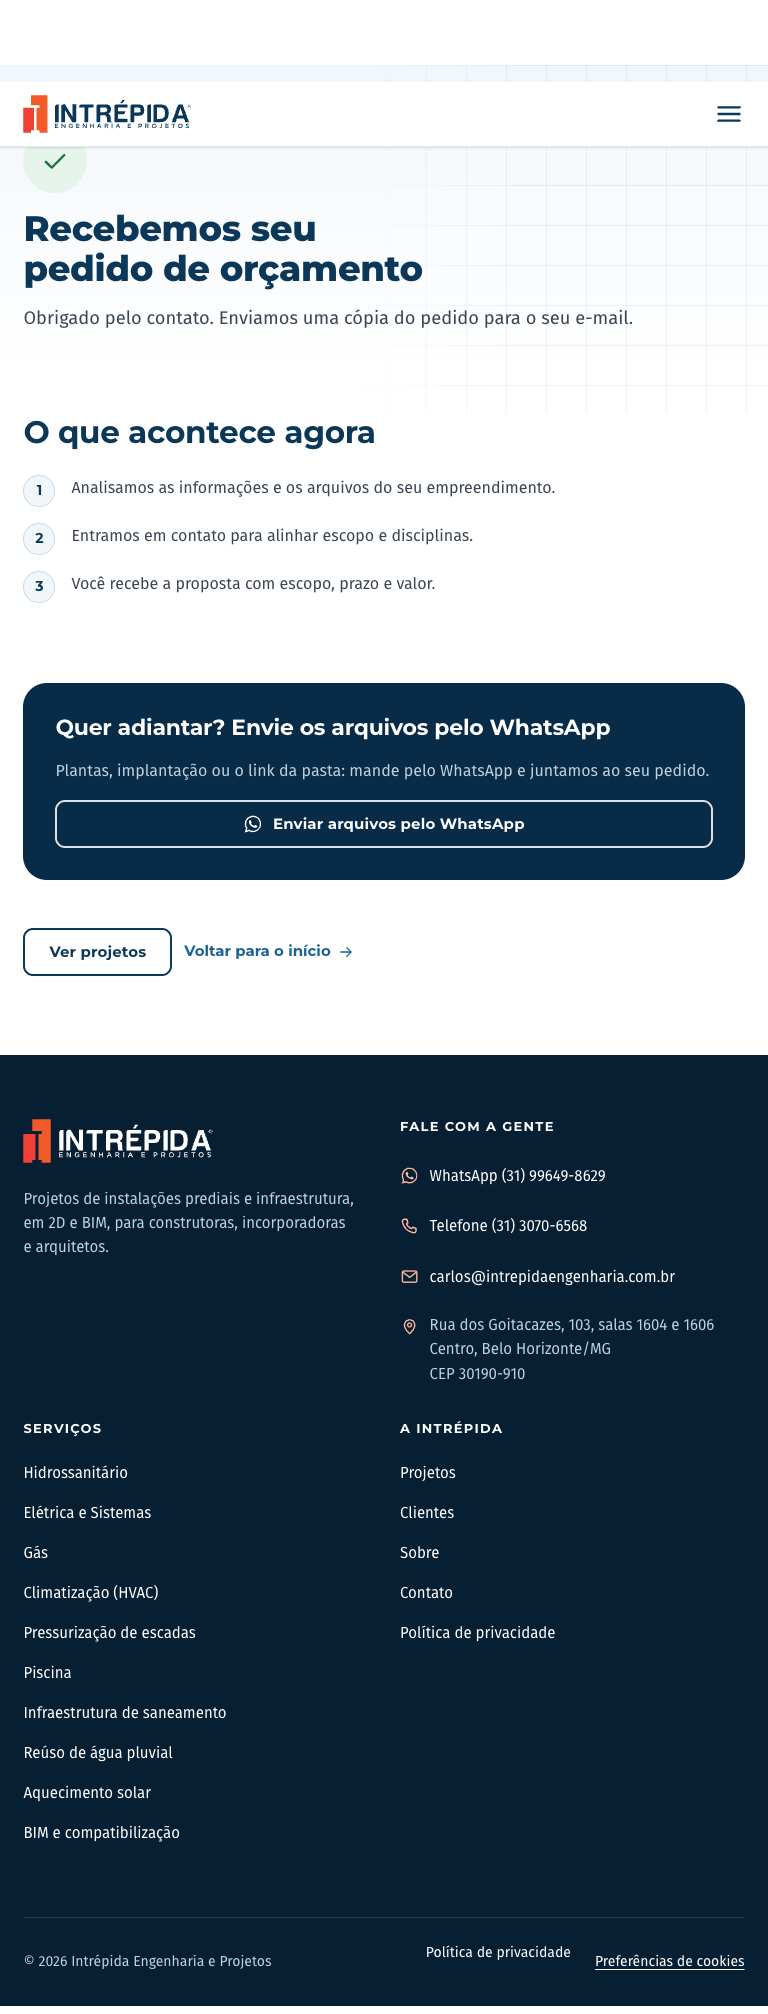 INTRÉPIDA
ENGENHARIA E PROJETOS
Recebemos seu
pedido de orçamento
Obrigado pelo contato. Enviamos uma cópia do pedido para o seu e-mail.
O que acontece agora
1 Analisamos as informações e os arquivos do seu empreendimento.
2 Entramos em contato para alinhar escopo e disciplinas.
3 Você recebe a proposta com escopo, prazo e valor.
Quer adiantar? Envie os arquivos pelo WhatsApp
Plantas, implantação ou o link da pasta: mande pelo WhatsApp e juntamos ao seu pedido.
Enviar arquivos pelo WhatsApp
Ver projetos
Voltar para o início →
INTRÉPIDA
ENGENHARIA E PROJETOS
Projetos de instalações prediais e infraestrutura,
em 2D e BIM, para construtoras, incorporadoras
e arquitetos.
FALE COM A GENTE
WhatsApp (31) 99649-8629
Telefone (31) 3070-6568
carlos@intrepidaengenharia.com.br
Rua dos Goitacazes, 103, salas 1604 e 1606
Centro, Belo Horizonte/MG
CEP 30190-910
SERVIÇOS
Hidrossanitário
Elétrica e Sistemas
Gás
Climatização (HVAC)
Pressurização de escadas
Piscina
Infraestrutura de saneamento
Reúso de água pluvial
Aquecimento solar
BIM e compatibilização
A INTRÉPIDA
Projetos
Clientes
Sobre
Contato
Política de privacidade
© 2026 Intrépida Engenharia e Projetos
Política de privacidade
Preferências de cookies